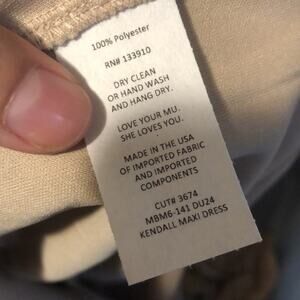 100% Polyester
RN# 133910
DRY CLEAN
OR HAND WASH
AND HANG DRY.
LOVE YOUR MU.
SHE LOVES YOU.
MADE IN THE USA
OF IMPORTED FABRIC
AND IMPORTED
COMPONENTS
CUT# 3674
MBM6-141 DU24
KENDALL MAXI DRESS